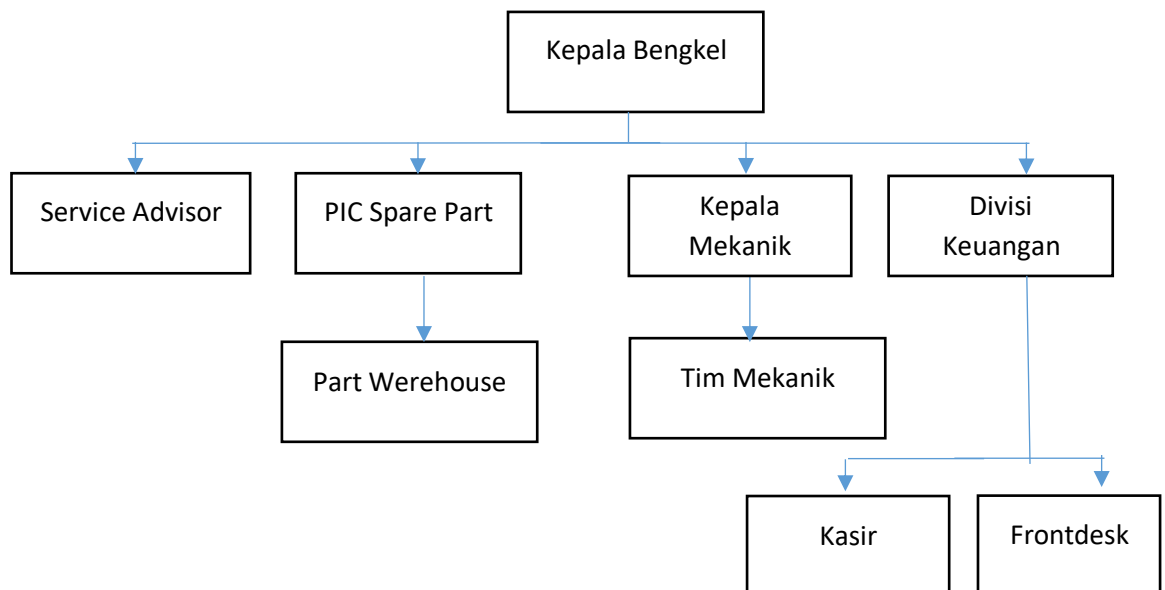 Kepala Bengkel
Service Advisor
PIC Spare Part
Kepala
Mekanik
Divisi
Keuangan
Part Werehouse
Tim Mekanik
Kasir
Frontdesk